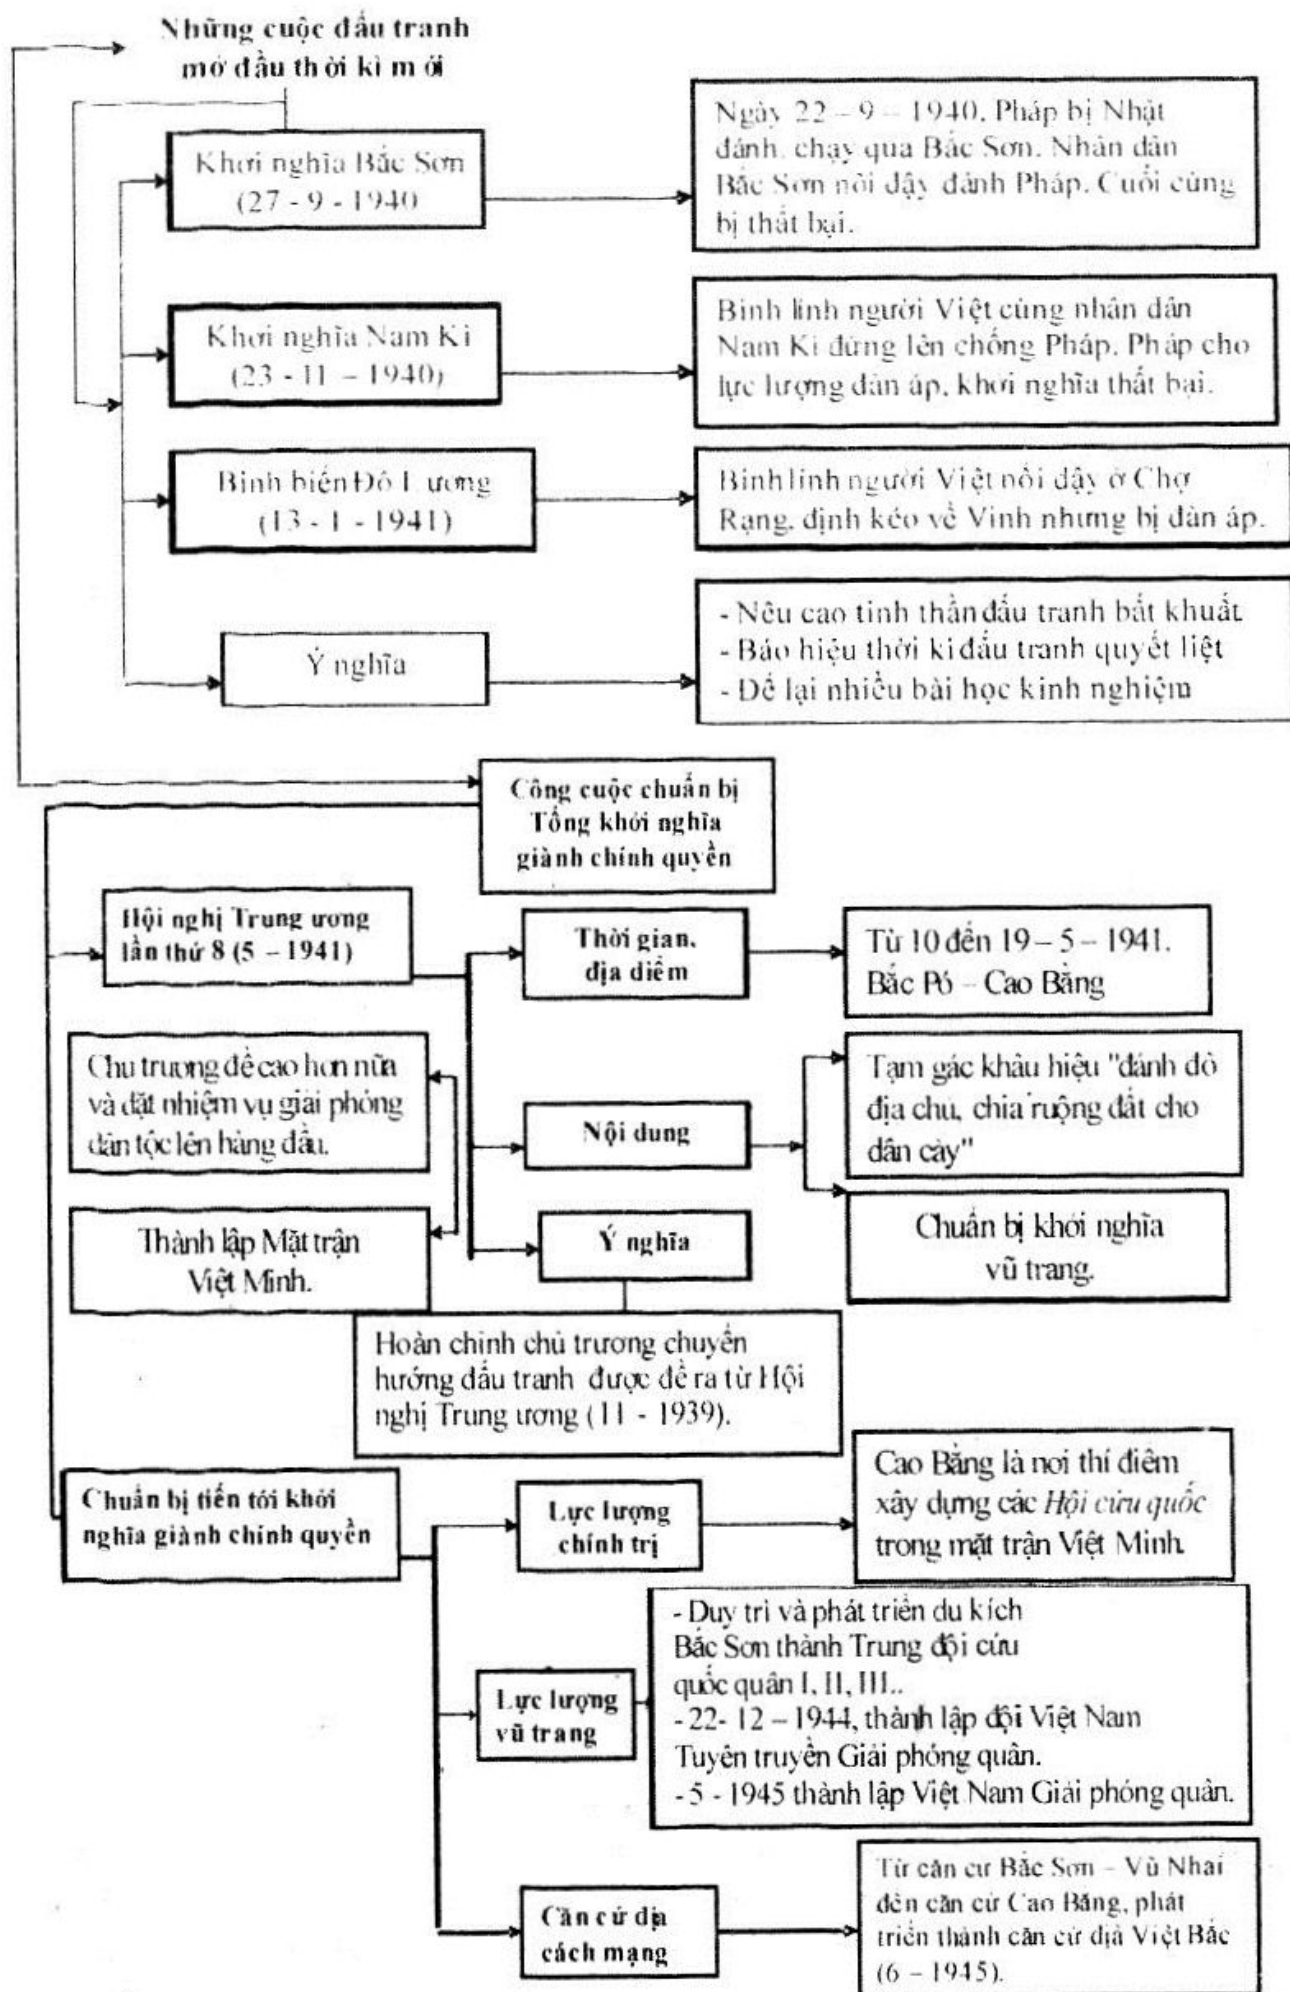 Những cuộc đấu tranh
mở đầu thời kì mới
Khởi nghĩa Bắc Sơn
(27 - 9 - 1940
Ngày 22 – 9 – 1940, Pháp bị Nhật
đánh, chạy qua Bắc Sơn. Nhân dân
Bắc Sơn nổi dậy đánh Pháp. Cuối cùng
bị thất bại.
Khởi nghĩa Nam Kì
(23 - 11 – 1940)
Binh lính người Việt cùng nhân dân
Nam Kì đứng lên chống Pháp. Pháp cho
lực lượng đàn áp, khởi nghĩa thất bại.
Binh biến Đô Lương
(13 - 1 - 1941)
Binh lính người Việt nổi dậy ở Chợ
Rạng, định kéo về Vinh nhưng bị đàn áp.
Ý nghĩa
- Nêu cao tinh thần đấu tranh bất khuất
- Báo hiệu thời kì đấu tranh quyết liệt
- Để lại nhiều bài học kinh nghiệm
Công cuộc chuẩn bị
Tổng khởi nghĩa
giành chính quyền
Hội nghị Trung ương
lần thứ 8 (5 – 1941)
Thời gian,
địa điểm
Từ 10 đến 19 – 5 – 1941.
Bắc Pó – Cao Bằng
Chủ trương đề cao hơn nữa
và đặt nhiệm vụ giải phóng
dân tộc lên hàng đầu.
Nội dung
Tạm gác khẩu hiệu "đánh đổ
địa chủ, chia ruộng đất cho
dân cày"
Thành lập Mặt trận
Việt Minh.
Ý nghĩa
Chuẩn bị khởi nghĩa
vũ trang.
Hoàn chỉnh chủ trương chuyển
hướng đấu tranh được đề ra từ Hội
nghị Trung ương (11 - 1939).
Chuẩn bị tiến tới khởi
nghĩa giành chính quyền
Lực lượng
chính trị
Cao Bằng là nơi thí điểm
xây dựng các Hội cứu quốc
trong mặt trận Việt Minh.
Lực lượng
vũ trang
- Duy trì và phát triển du kích
Bắc Sơn thành Trung đội cứu
quốc quân I, II, III..
-22- 12 – 1944, thành lập đội Việt Nam
Tuyên truyền Giải phóng quân.
-5 - 1945 thành lập Việt Nam Giải phóng quân.
Căn cứ địa
cách mạng
Từ căn cứ Bắc Sơn – Vũ Nhai
đến căn cứ Cao Bằng, phát
triển thành căn cứ địa Việt Bắc
(6 – 1945).